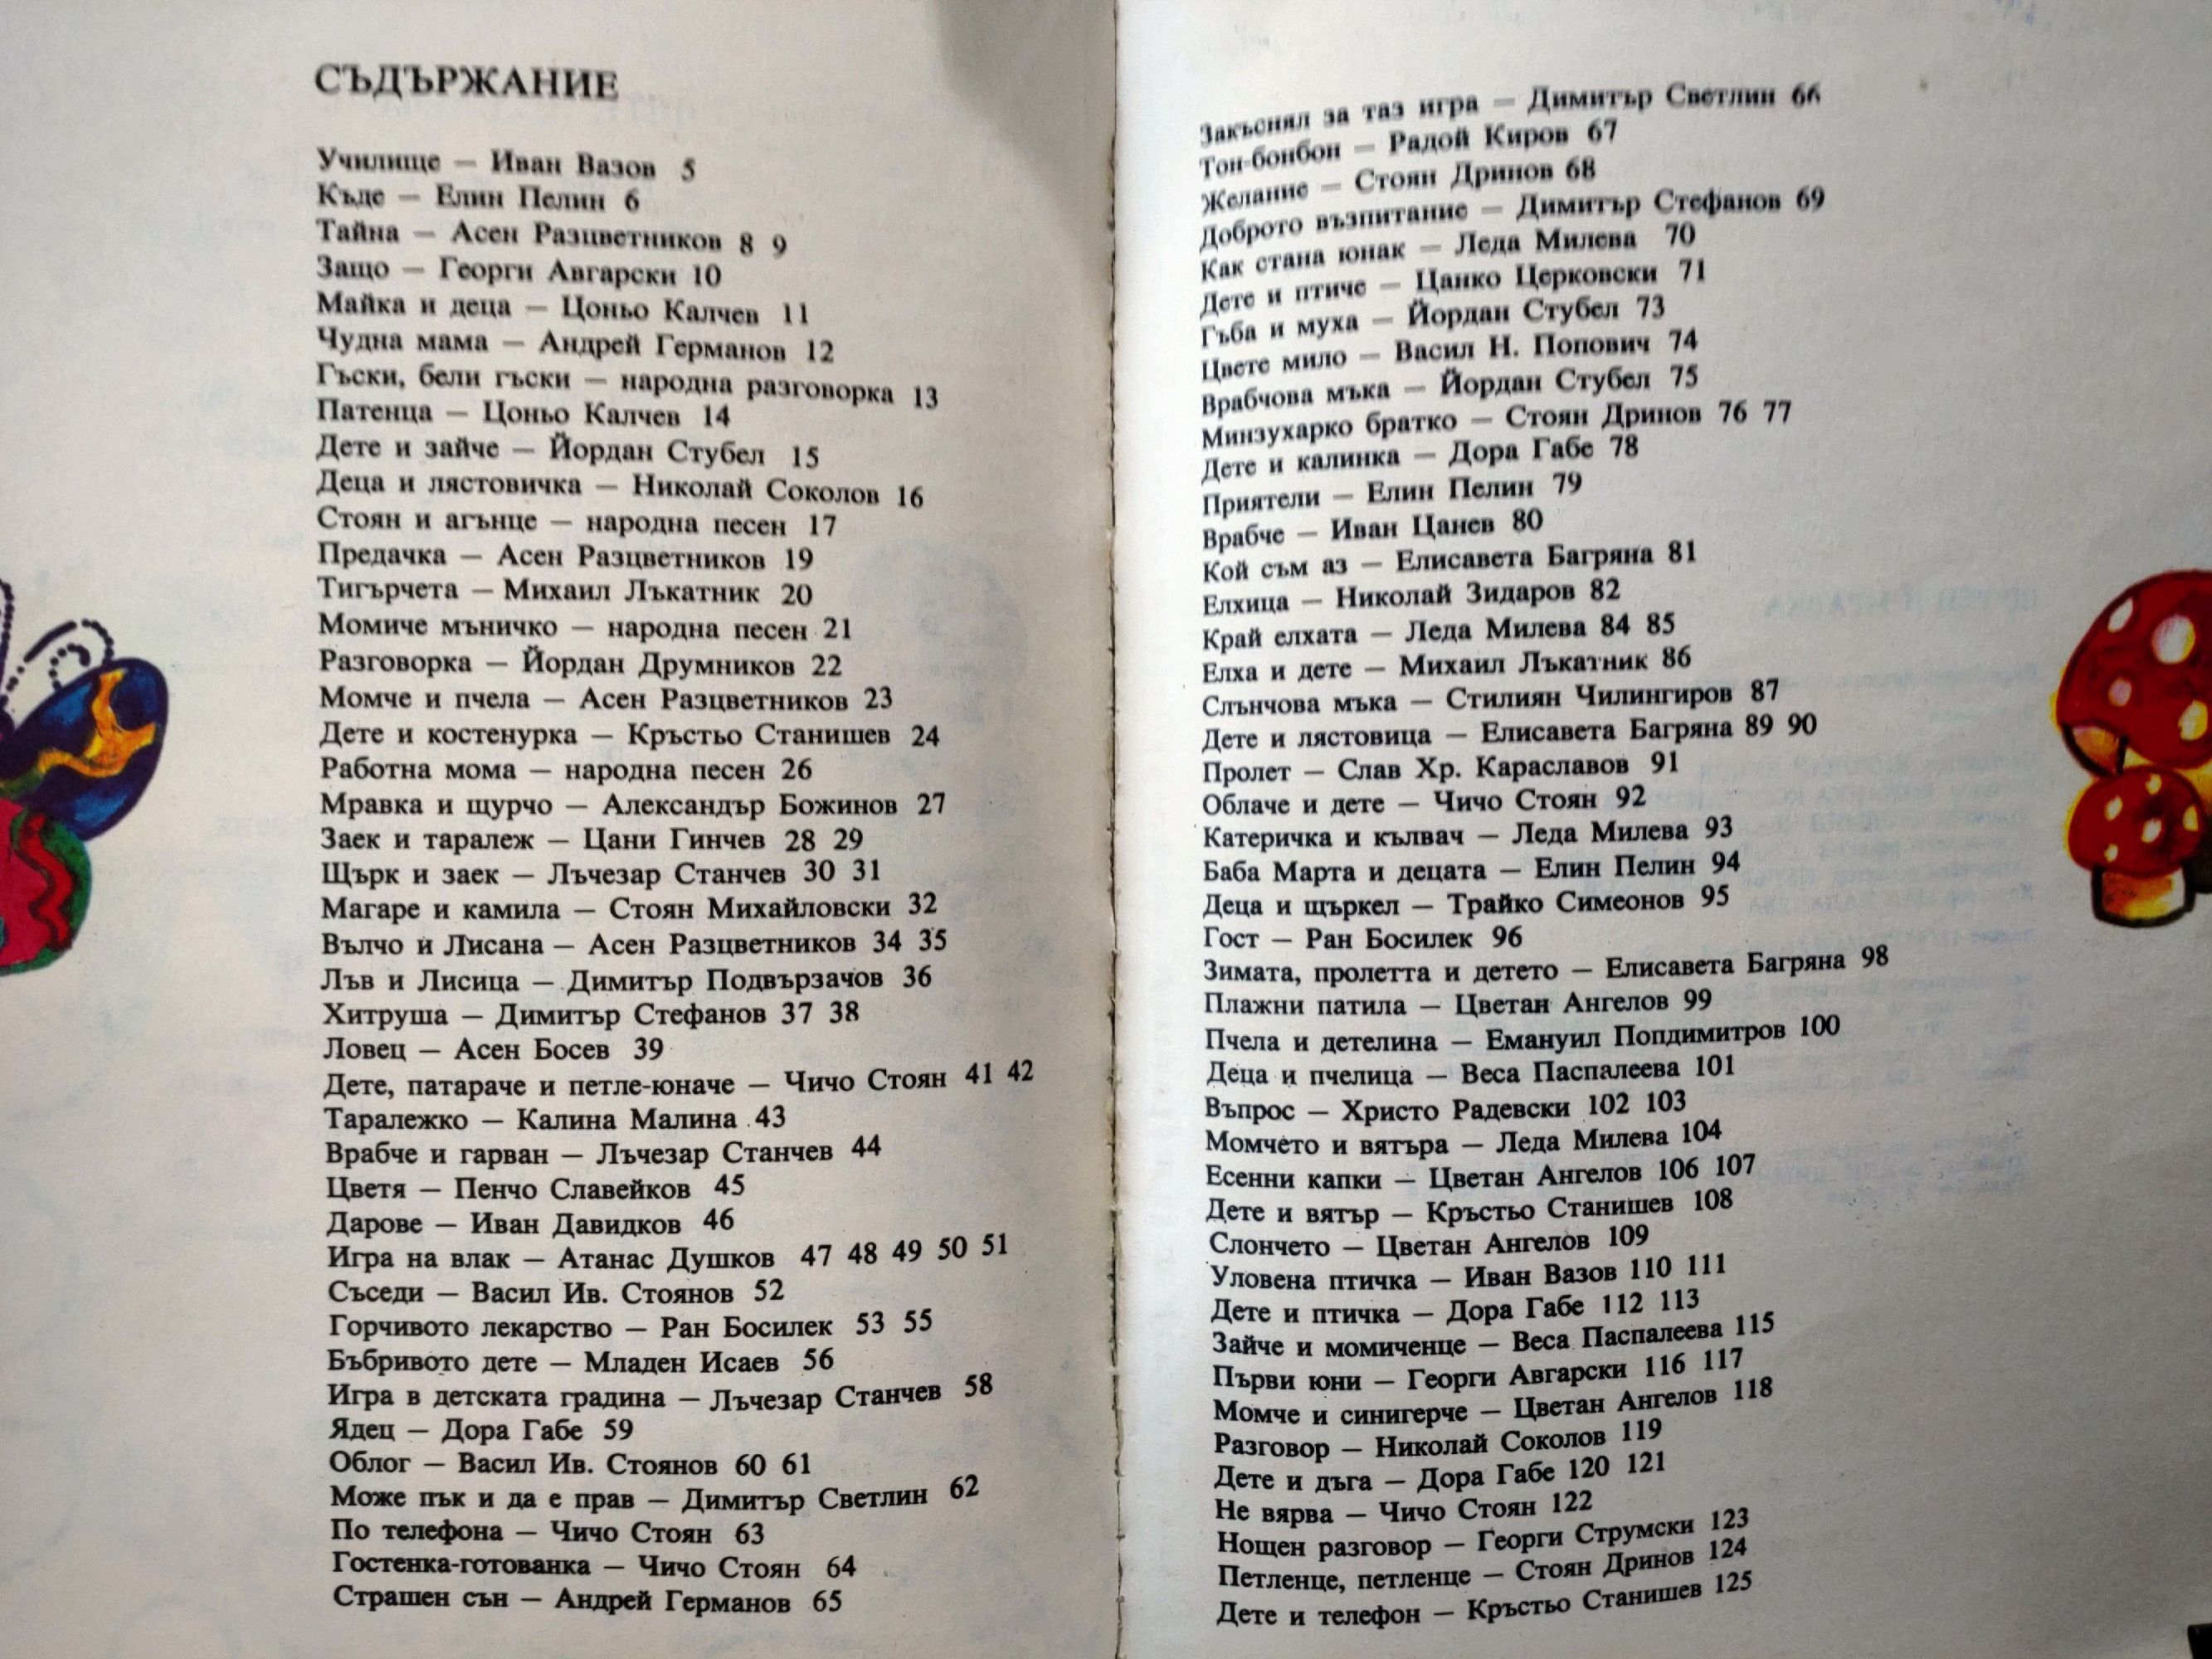 СЪДЪРЖАНИЕ
Училище — Иван Вазов 5
Къде — Елин Пелин 6
Тайна — Асен Разцветников 8 9
Защо — Георги Авгарски 10
Майка и деца — Цоньо Калчев 11
Чудна мама — Андрей Германов 12
Гъски, бели гъски — народна разговорка 13
Патенца — Цоньо Калчев 14
Дете и зайче — Йордан Стубел 15
Деца и лястовичка — Николай Соколов 16
Стоян и агънце — народна песен 17
Предачка — Асен Разцветников 19
Тигърчета — Михаил Лъкатник 20
Момиче мъничко — народна песен 21
Разговорка — Йордан Друмников 22
Момче и пчела — Асен Разцветников 23
Дете и костенурка — Кръстьо Станишев 24
Работна мома — народна песен 26
Мравка и щурчо — Александър Божинов 27
Заек и таралеж — Цани Гинчев 28 29
Щърк и заек — Лъчезар Станчев 30 31
Магаре и камила — Стоян Михайловски 32
Вълчо и Лисана — Асен Разцветников 34 35
Лъв и Лисица — Димитър Подвързачов 36
Хитруша — Димитър Стефанов 37 38
Ловец — Асен Босев 39
Дете, патараче и петле-юначе — Чичо Стоян 41 42
Таралежко — Калина Малина 43
Врабче и гарван — Лъчезар Станчев 44
Цветя — Пенчо Славейков 45
Дарове — Иван Давидков 46
Игра на влак — Атанас Душков 47 48 49 50 51
Съседи — Васил Ив. Стоянов 52
Горчивото лекарство — Ран Босилек 53 55
Бъбривото дете — Младен Исаев 56
Игра в детската градина — Лъчезар Станчев 58
Ядец — Дора Габе 59
Облог — Васил Ив. Стоянов 60 61
Може пък и да е прав — Димитър Светлин 62
По телефона — Чичо Стоян 63
Гостенка-готованка — Чичо Стоян 64
Страшен сън — Андрей Германов 65
Закъснял за таз игра — Димитър Светлин 66
Тон-бонбон — Радой Киров 67
Желание — Стоян Дринов 68
Доброто възпитание — Димитър Стефанов 69
Как стана юнак — Леда Милева 70
Дете и птиче — Цанко Церковски 71
Гъба и муха — Йордан Стубел 73
Цвете мило — Васил Н. Попович 74
Врабчова мъка — Йордан Стубел 75
Минзухарко братко — Стоян Дринов 76 77
Дете и калинка — Дора Габе 78
Приятели — Елин Пелин 79
Врабче — Иван Цанев 80
Кой съм аз — Елисавета Багряна 81
Елхица — Николай Зидаров 82
Край елхата — Леда Милева 84 85
Елха и дете — Михаил Лъкатник 86
Слънчова мъка — Стилиян Чилингиров 87
Дете и лястовица — Елисавета Багряна 89 90
Пролет — Слав Хр. Караславов 91
Облаче и дете — Чичо Стоян 92
Катеричка и кълвач — Леда Милева 93
Баба Марта и децата — Елин Пелин 94
Деца и щъркел — Трайко Симеонов 95
Гост — Ран Босилек 96
Зимата, пролетта и детето — Елисавета Багряна 98
Плажни патила — Цветан Ангелов 99
Пчела и детелина — Емануил Попдимитров 100
Деца и пчелица — Веса Паспалеева 101
Въпрос — Христо Радевски 102 103
Момчето и вятъра — Леда Милева 104
Есенни капки — Цветан Ангелов 106 107
Дете и вятър — Кръстьо Станишев 108
Слончето — Цветан Ангелов 109
Уловена птичка — Иван Вазов 110 111
Дете и птичка — Дора Габе 112 113
Зайче и момиченце — Веса Паспалеева 115
Първи юни — Георги Авгарски 116 117
Момче и синигерче — Цветан Ангелов 118
Разговор — Николай Соколов 119
Дете и дъга — Дора Габе 120 121
Не вярва — Чичо Стоян 122
Нощен разговор — Георги Струмски 123
Петленце, петленце — Стоян Дринов 124
Дете и телефон — Кръстьо Станишев 125